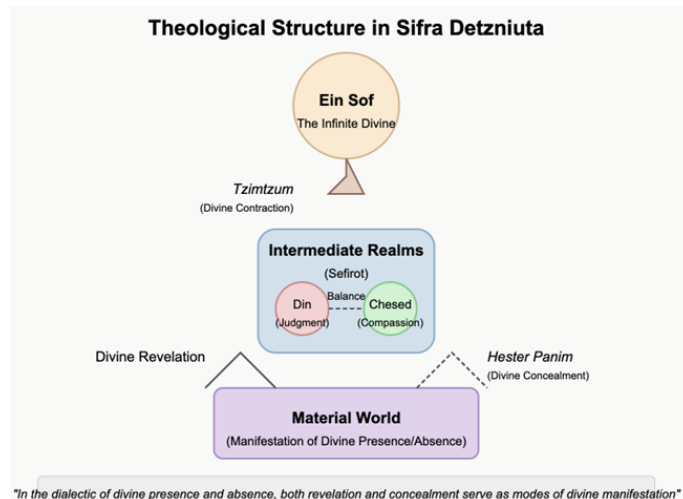 Theological Structure in Sifra Detzniuta
Ein Sof
The Infinite Divine
Tzimtzum
(Divine Contraction)
Intermediate Realms
(Sefirot)
Balance
Din
Chesed
(Judgment)
(Compassion)
Divine Revelation
Hester Panim
(Divine Concealment)
Material World
(Manifestation of Divine Presence/Absence)
"In the dialectic of divine presence and absence, both revelation and concealment serve as modes of divine manifestation"